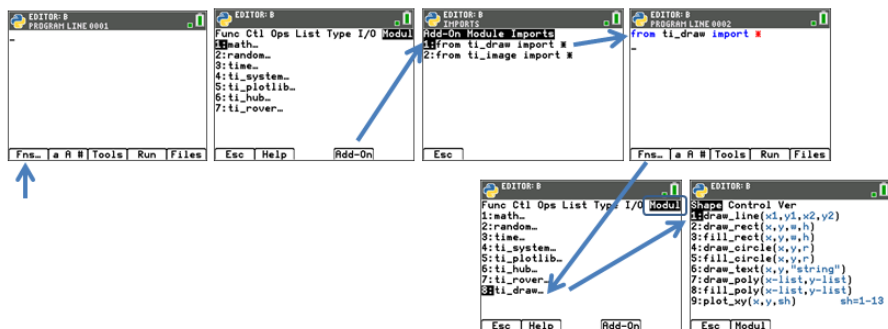 EDITOR: B
PROGRAM LINE 0001
Fns… a A # Tools Run Files
EDITOR: B
Func Ctl Ops List Type I/O Modul
1:math…
2:random…
3:time…
4:ti_system…
5:ti_plotlib…
6:ti_hub…
7:ti_rover…
Esc Help Add-On
EDITOR: B
IMPORTS
Add-On Module Imports
1:from ti_draw import *
2:from ti_image import *
Esc
EDITOR: B
PROGRAM LINE 0002
from ti_draw import *
Fns… a A # Tools Run Files
EDITOR: B
Func Ctl Ops List Type I/O Modul
1:math…
2:random…
3:time…
4:ti_system…
5:ti_plotlib…
6:ti_hub…
7:ti_rover…
8:ti_draw…
Esc Help Add-On
EDITOR: B
Shape Control Ver
1:draw_line(x1,y1,x2,y2)
2:draw_rect(x,y,w,h)
3:fill_rect(x,y,w,h)
4:draw_circle(x,y,r)
5:fill_circle(x,y,r)
6:draw_text(x,y,"string")
7:draw_poly(x-list,y-list)
8:fill_poly(x-list,y-list)
9:plot_xy(x,y,sh) sh=1-13
Esc Modul